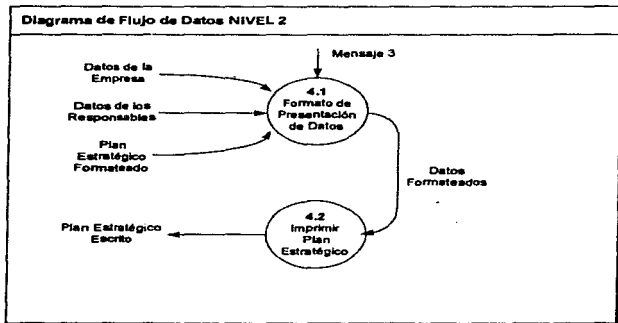 Diagrama de Flujo de Datos NIVEL 2
Mensaje 3
Datos de la
Empresa
4.1
Formato de
Presentación
de Datos
Datos de los
Responsables
Plan
Estratégico
Formateado
Datos
Formateados
4.2
Imprimir
Plan
Estratégico
Plan Estratégico
Escrito